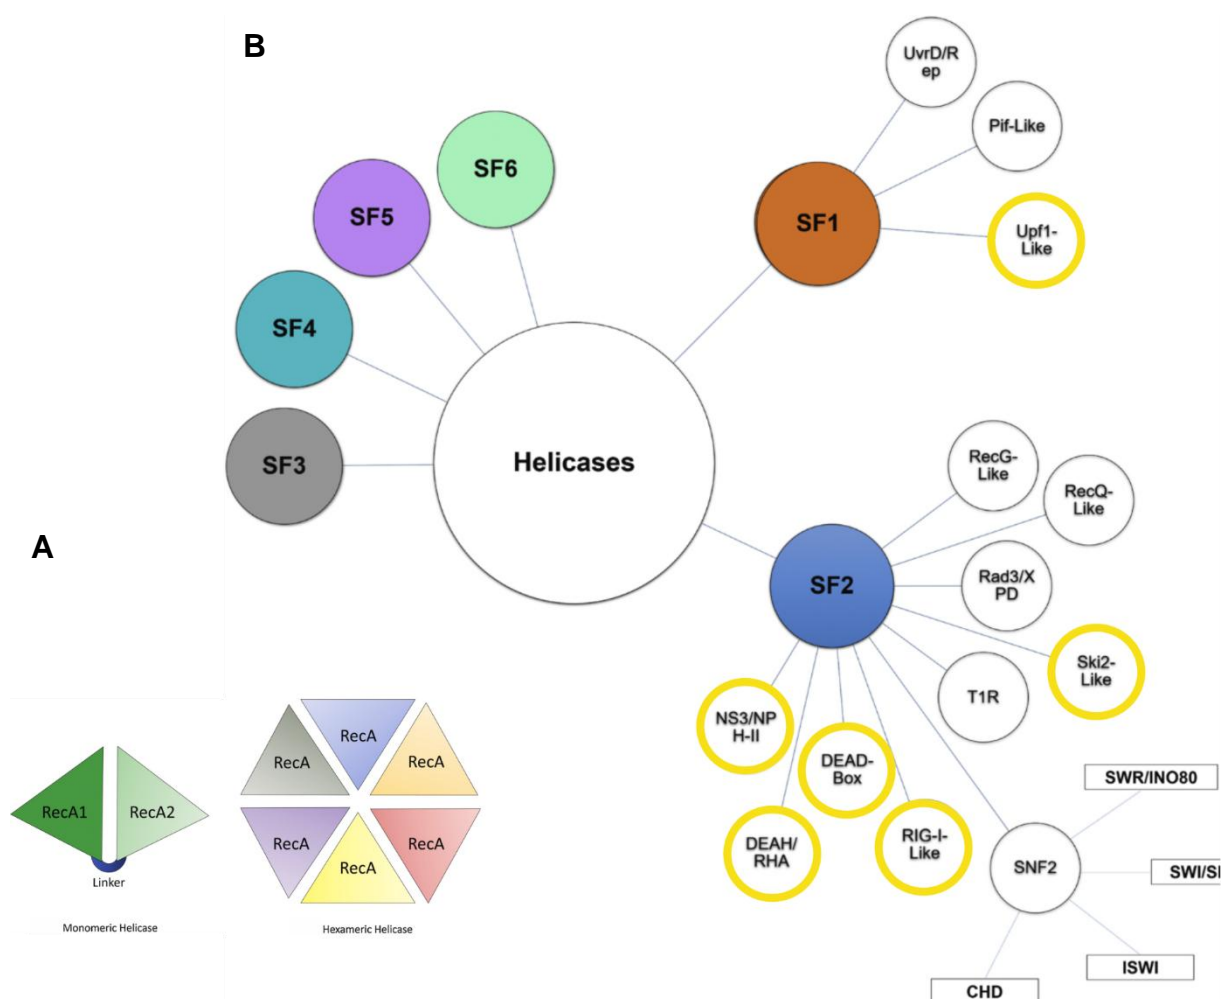 B
UvrD/R
ep
Pif-Like
SF6
SF5
SF1
Upf1-
Like
SF4
SF3
Helicases
RecG-
Like
RecQ-
Like
A
SF2
Rad3/X
PD
Ski2-
Like
T1R
NS3/NP
H-II
DEAD-
Box
DEAH/
RHA
RIG-I-
Like
SWR/INO80
SNF2
SWI/S
ISWI
CHD
RecA1
RecA2
Linker
Monomeric Helicase
RecA
RecA
RecA
RecA
RecA
RecA
Hexameric Helicase